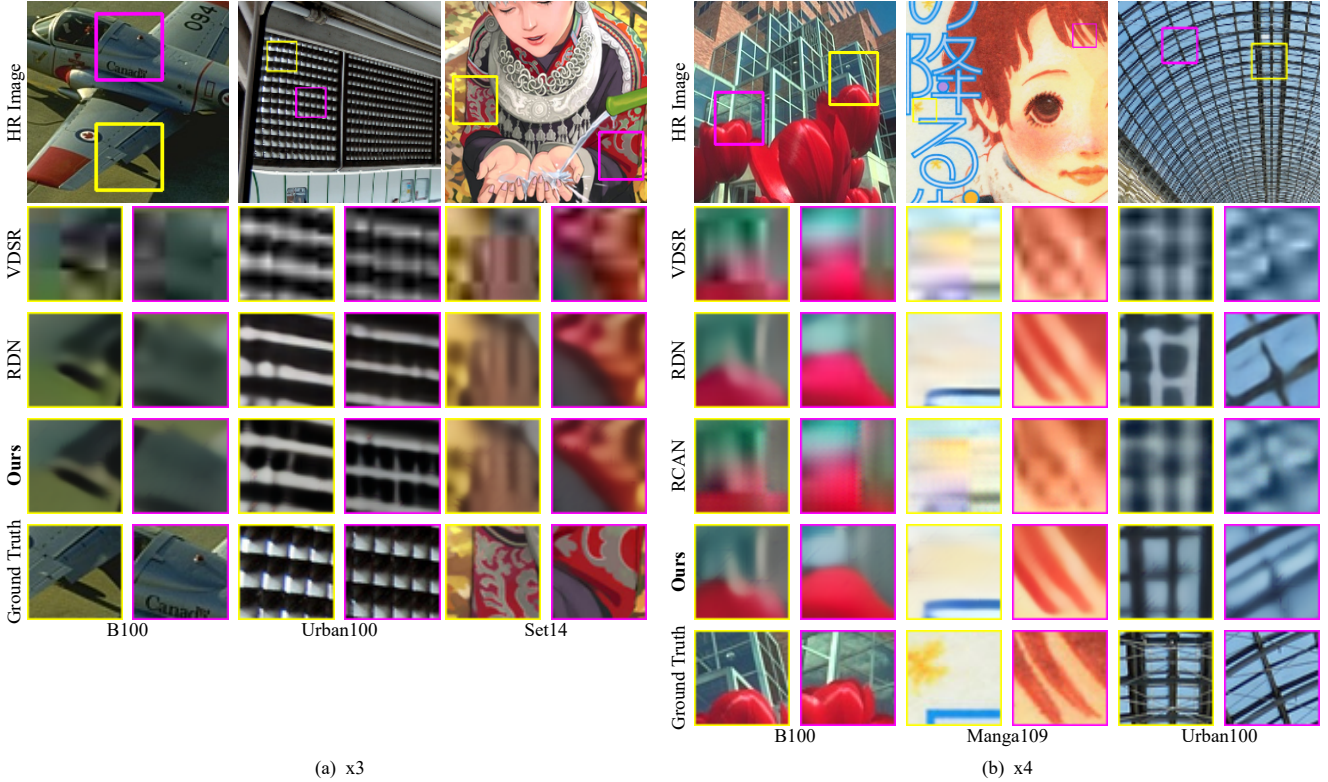 HR Image
VDSR
RDN
Ours
Ground Truth
094
Canada
Canada
B100
Urban100
Set14
(a) x3
HR Image
VDSR
RDN
RCAN
Ours
Ground Truth
降
る
B100
Manga109
Urban100
(b) x4